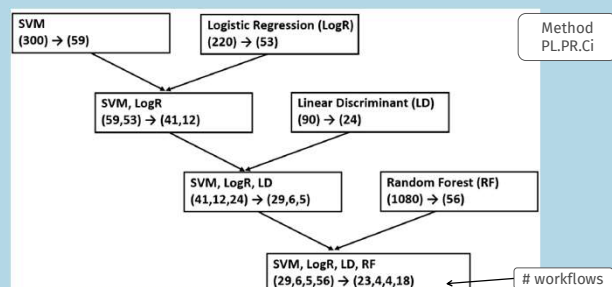 SVM
(300) → (59)
Logistic Regression (LogR)
(220) → (53)
Method
PL.PR.Ci
SVM, LogR
(59,53) → (41,12)
Linear Discriminant (LD)
(90) → (24)
SVM, LogR, LD
(41,12,24) → (29,6,5)
Random Forest (RF)
(1080) → (56)
SVM, LogR, LD, RF
(29,6,5,56) → (23,4,4,18)
# workflows